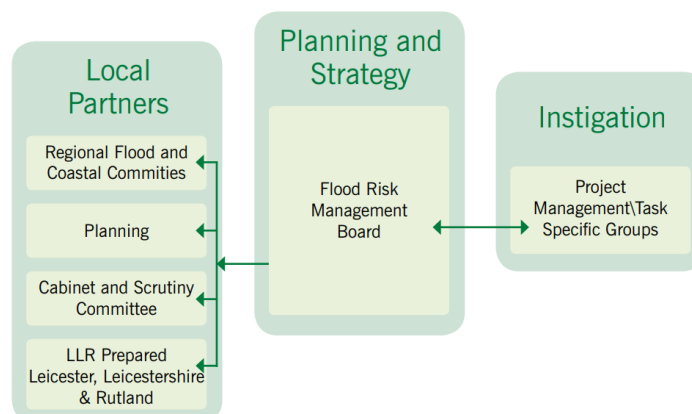 Local
Partners
Regional Flood and
Coastal Commities
Planning
Cabinet and Scrutiny
Committee
LLR Prepared
Leicester, Leicestershire
& Rutland
Planning and
Strategy
Flood Risk
Management
Board
Instigation
Project
Management\Task
Specific Groups